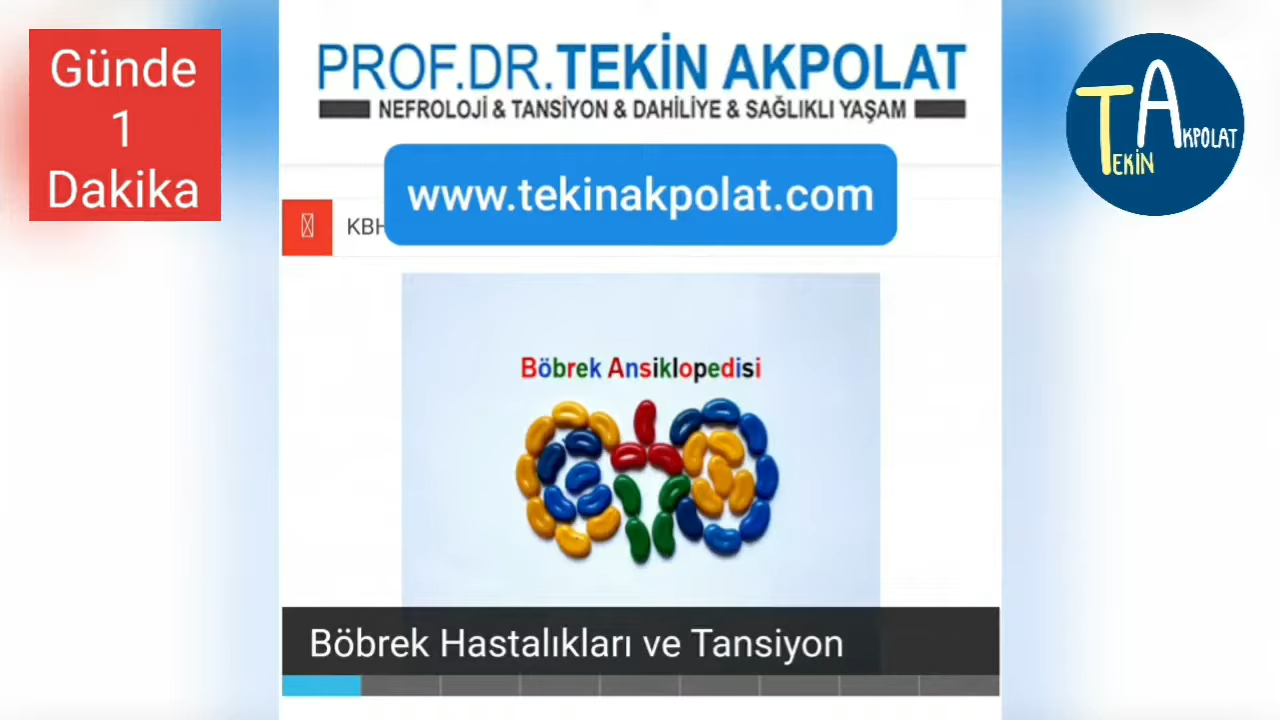 Günde
1
Dakika
PROF.DR.TEKİN AKPOLAT
NEFROLOJİ & TANSİYON & DAHİLİYE & SAĞLIKLI YAŞAM
www.tekinakpolat.com
TEKİN AKPOLAT
KBH
Böbrek Ansiklopedisi
Böbrek Hastalıkları ve Tansiyon